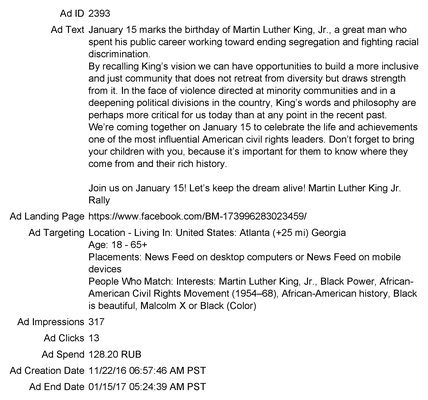 Ad ID 2393
Ad Text January 15 marks the birthday of Martin Luther King, Jr., a great man who
spent his public career working toward ending segregation and fighting racial
discrimination.
By recalling King's vision we can have opportunities to build a more inclusive
and just community that does not retreat from diversity but draws strength
from it. In the face of violence directed at minority communities and in a
deepening political divisions in the country, King's words and philosophy are
perhaps more critical for us today than at any point in the recent past.
We're coming together on January 15 to celebrate the life and achievements
one of the most influential American civil rights leaders. Don't forget to bring
your children with you, because it's important for them to know where they
come from and their rich history.
Join us on January 15! Let's keep the dream alive! Martin Luther King Jr.
Rally
Ad Landing Page https://www.facebook.com/BM-173996283023459/
Ad Targeting Location - Living In: United States: Atlanta (+25 mi) Georgia
Age: 18 - 65+
Placements: News Feed on desktop computers or News Feed on mobile
devices
People Who Match: Interests: Martin Luther King, Jr., Black Power, African-
American Civil Rights Movement (1954–68), African-American history, Black
is beautiful, Malcolm X or Black (Color)
Ad Impressions 317
Ad Clicks 13
Ad Spend 128.20 RUB
Ad Creation Date 11/22/16 06:57:46 AM PST
Ad End Date 01/15/17 05:24:39 AM PST